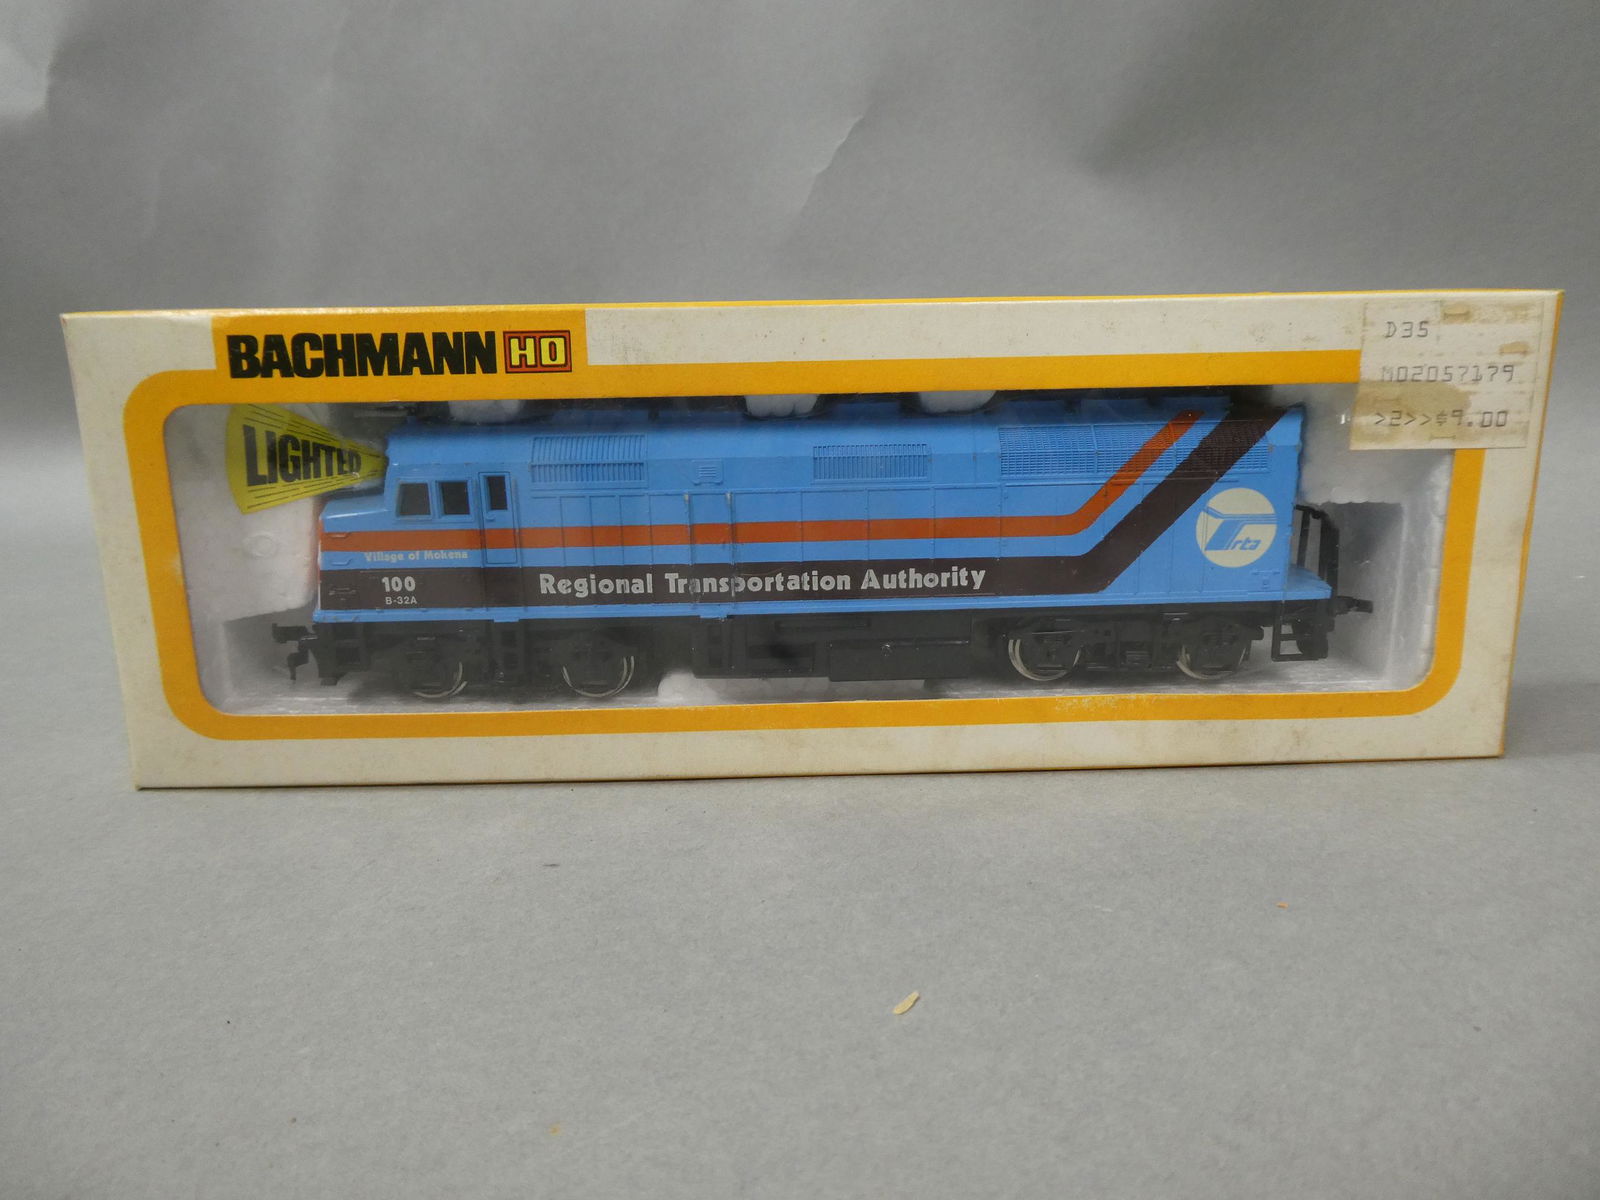 BACHMANN HO
D35
M02057179
>2>>$9.00
LIGHTED
Village of Mokena
100
B-32A
Regional Transportation Authority
rta